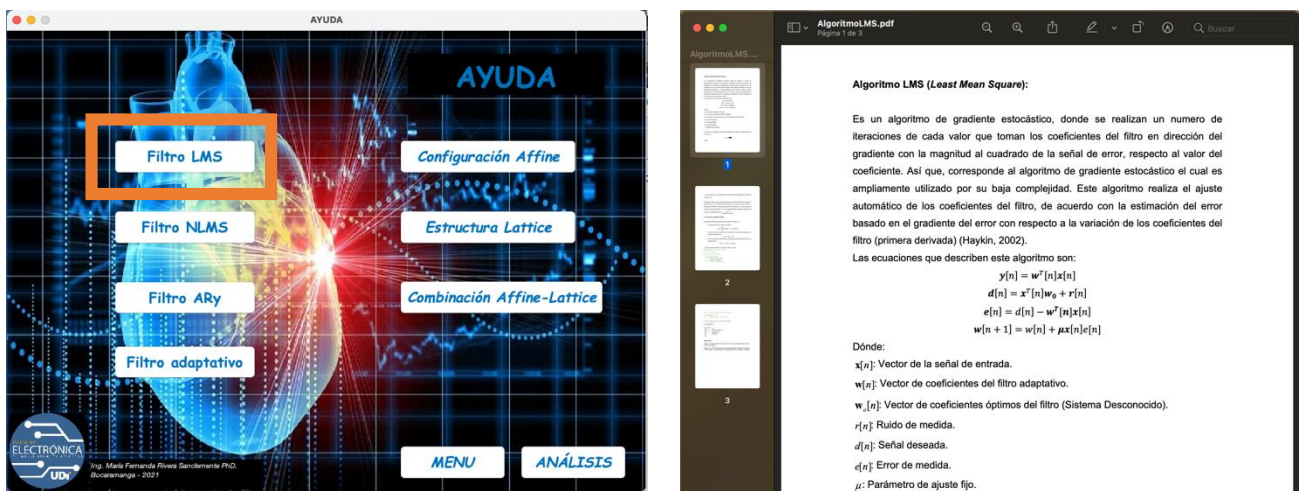 AYUDA
AYUDA
Filtro LMS
Configuración Affine
Filtro NLMS
Estructura Lattice
Filtro ARy
Combinación Affine-Lattice
Filtro adaptativo
ELECTRÓNICA
UDi
Ing. María Fernanda Rivera Sanclemente PhD.
Bucaramanga - 2021
MENU
ANÁLISIS
AlgoritmoLMS.pdf
Página 1 de 3
Buscar
AlgoritmoLMS....
1
2
3
Algoritmo LMS (Least Mean Square):
Es un algoritmo de gradiente estocástico, donde se realizan un numero de
iteraciones de cada valor que toman los coeficientes del filtro en dirección del
gradiente con la magnitud al cuadrado de la señal de error, respecto al valor del
coeficiente. Así que, corresponde al algoritmo de gradiente estocástico el cual es
ampliamente utilizado por su baja complejidad. Este algoritmo realiza el ajuste
automático de los coeficientes del filtro, de acuerdo con la estimación del error
basado en el gradiente del error con respecto a la variación de los coeficientes del
filtro (primera derivada) (Haykin, 2002).
Las ecuaciones que describen este algoritmo son:
y[n] = wᵀ[n]x[n]
d[n] = xᵀ[n]w₀ + r[n]
e[n] = d[n] − wᵀ[n]x[n]
w[n + 1] = w[n] + μx[n]e[n]
Dónde:
x[n]: Vector de la señal de entrada.
w[n]: Vector de coeficientes del filtro adaptativo.
wₒ[n]: Vector de coeficientes óptimos del filtro (Sistema Desconocido).
r[n]: Ruido de medida.
d[n]: Señal deseada.
e[n]: Error de medida.
μ: Parámetro de ajuste fijo.